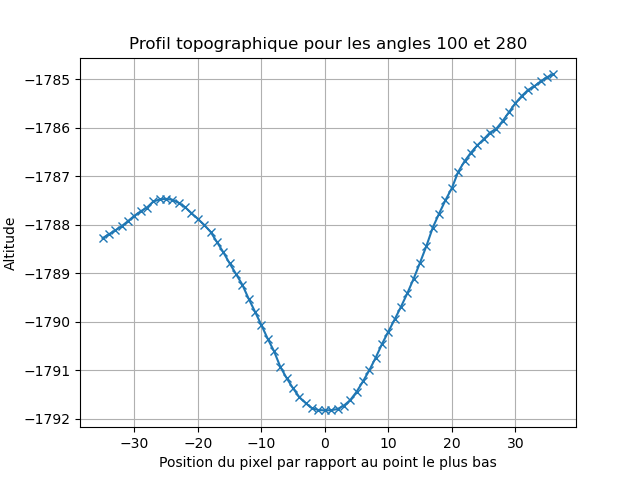 Profil topographique pour les angles 100 et 280
Altitude
−1785
−1786
−1787
−1788
−1789
−1790
−1791
−1792
−30 −20 −10 0 10 20 30
Position du pixel par rapport au point le plus bas